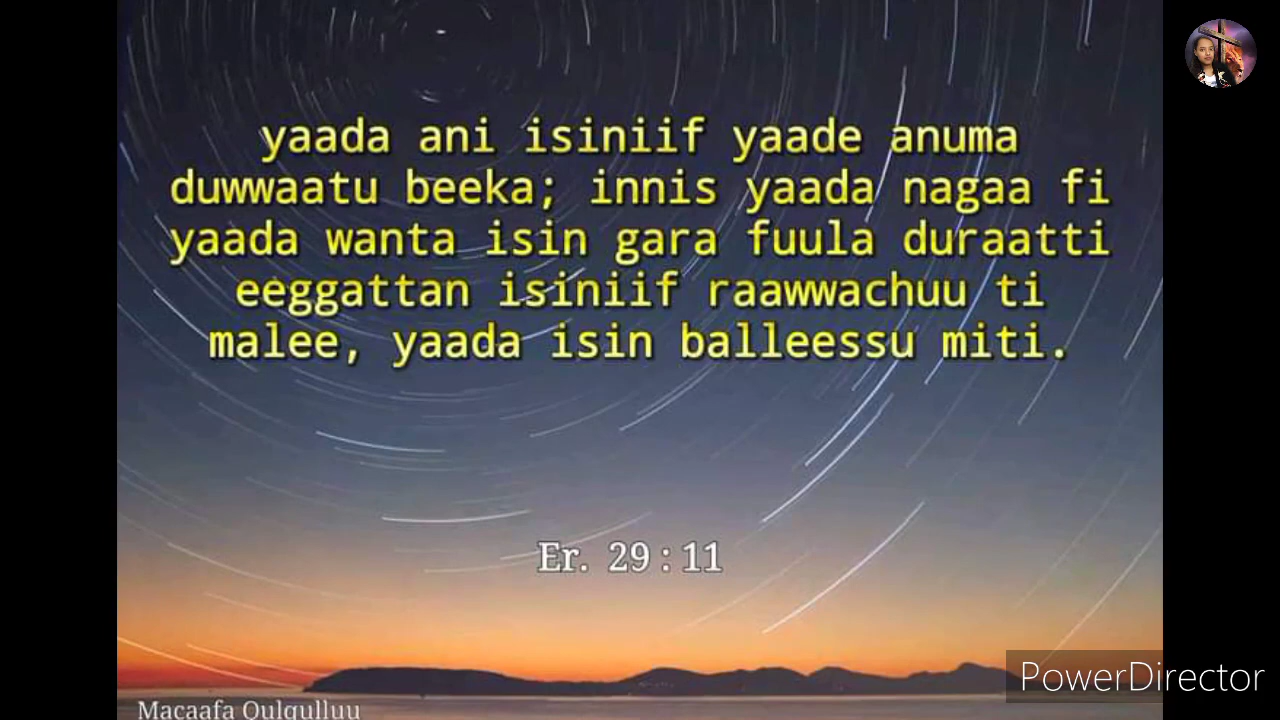 yaada ani isiniif yaade anuma
duwwaatu beeka; innis yaada nagaa fi
yaada wanta isin gara fuula duraatti
eeggattan isiniif raawwachuu ti
malee, yaada isin balleessu miti.
Er. 29:11
PowerDirector
Macaafa Qulqulluu